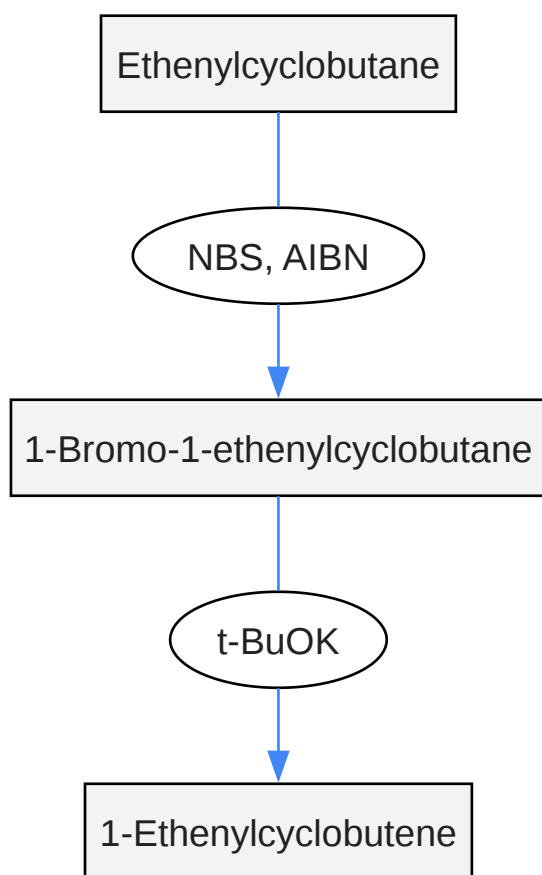 Ethenylcyclobutane
NBS, AIBN
1-Bromo-1-ethenylcyclobutane
t-BuOK
1-Ethenylcyclobutene